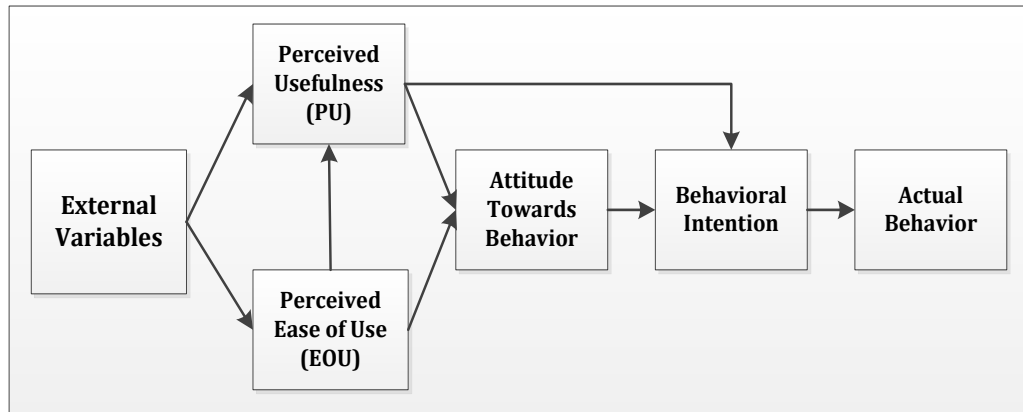 External
Variables
Perceived
Usefulness
(PU)
Perceived
Ease of Use
(EOU)
Attitude
Towards
Behavior
Behavioral
Intention
Actual
Behavior